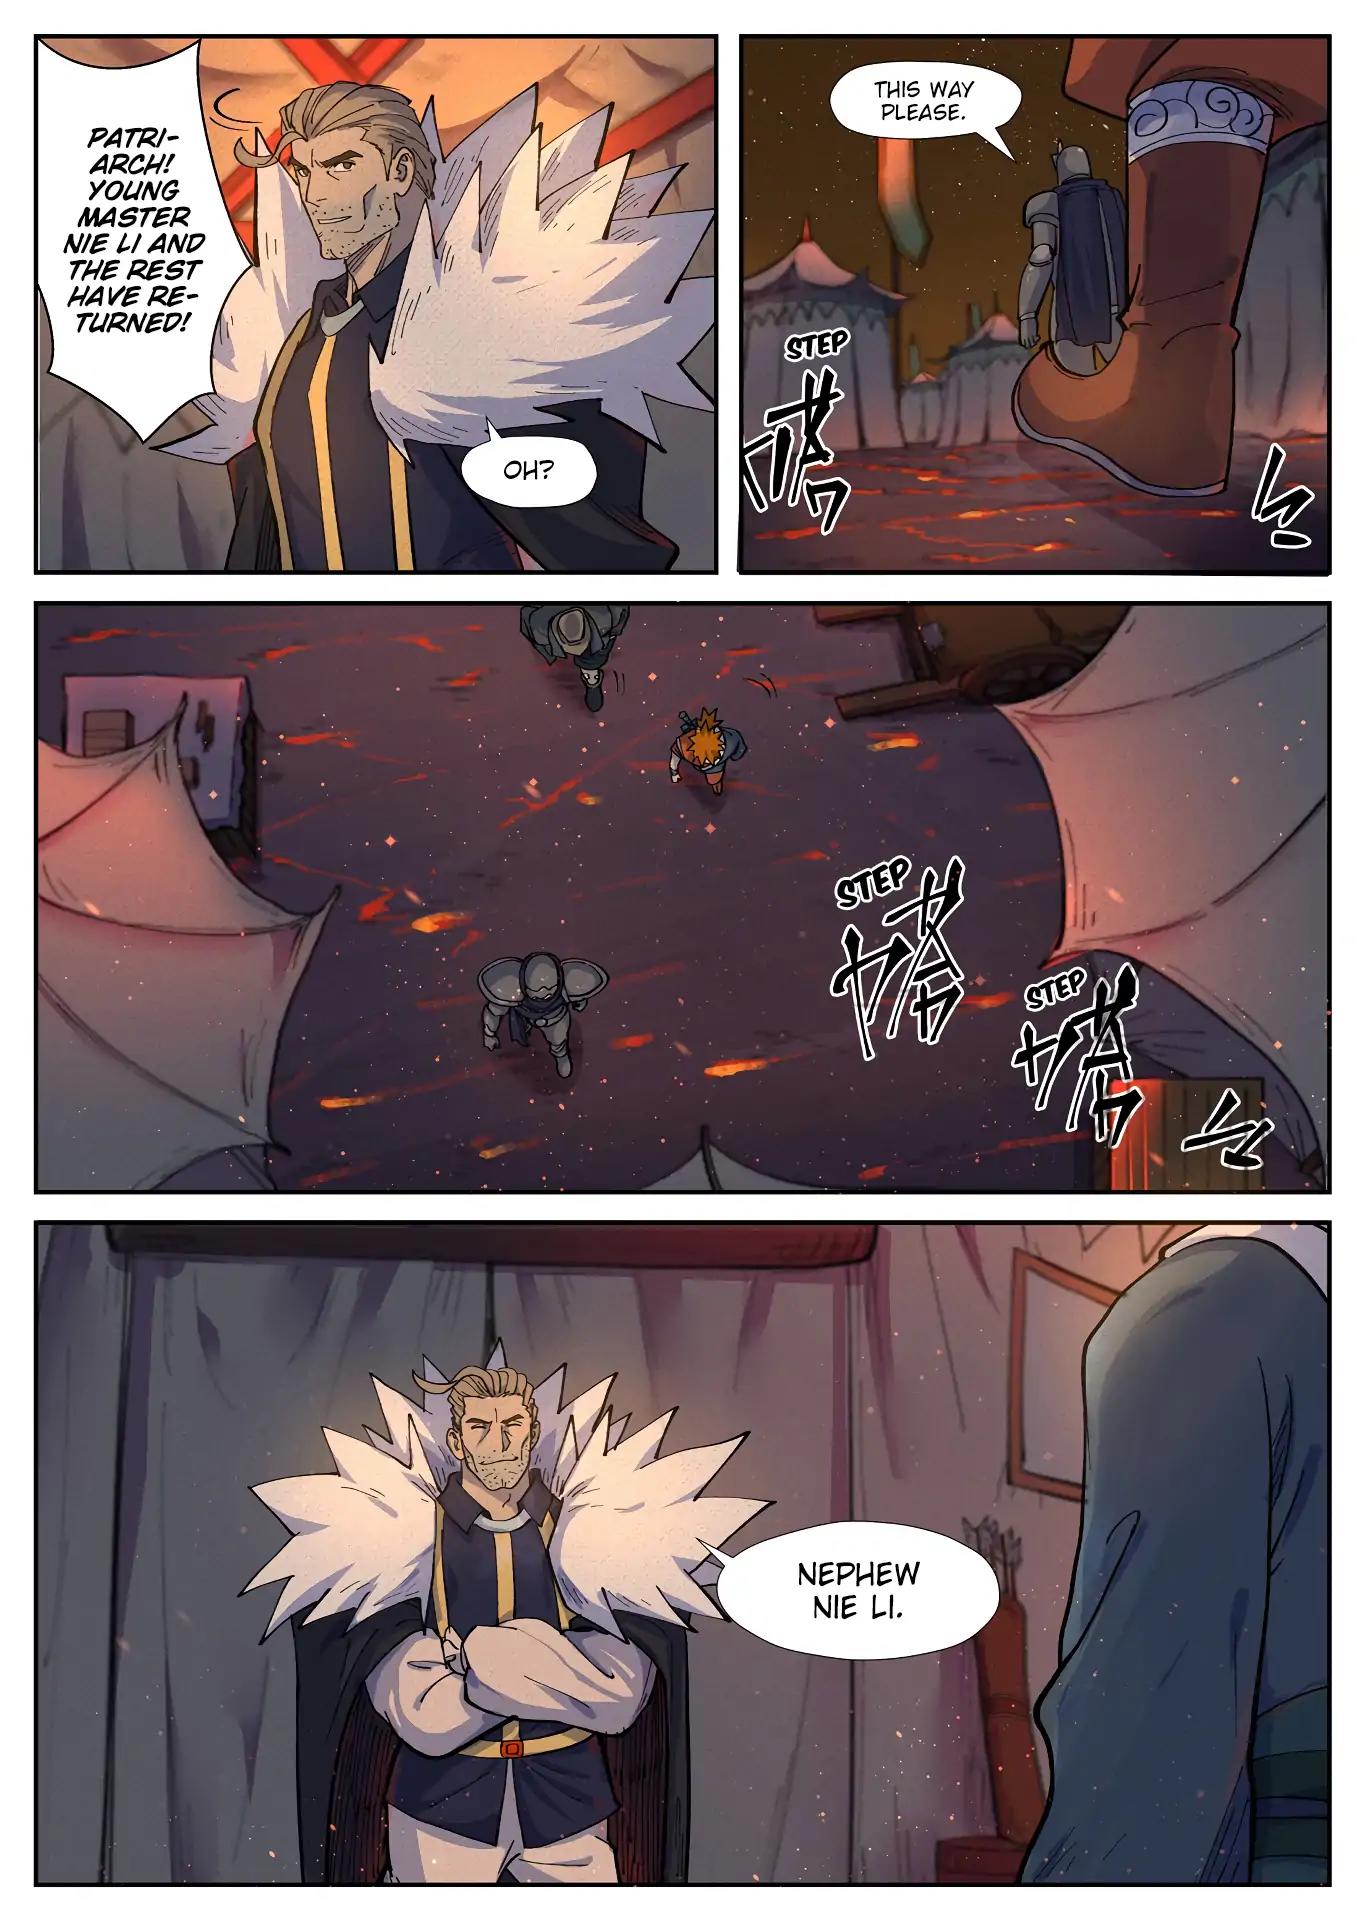 PATRI-
ARCH!
YOUNG
MASTER
NIE LI AND
THE REST
HAVE RE-
TURNED!
OH?
THIS WAY
PLEASE.
STEP
STEP
STEP
NEPHEW
NIE LI.